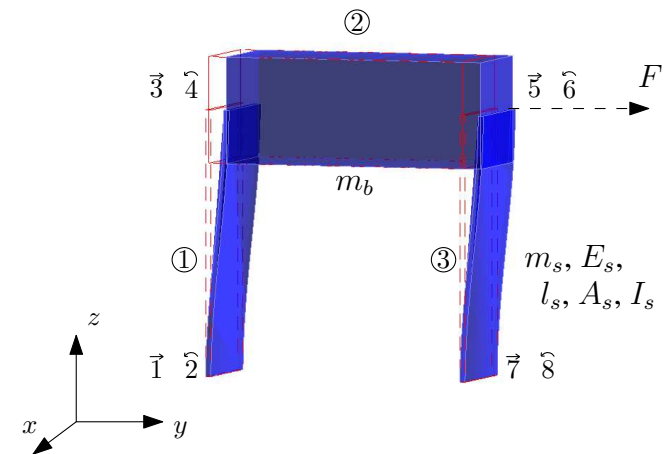 ②
3⃗ 4⃖
5⃗ 6⃖
F
m_b
①
③
m_s, E_s,
l_s, A_s, I_s
z
1⃗ 2⃖
7⃗ 8⃖
x
y